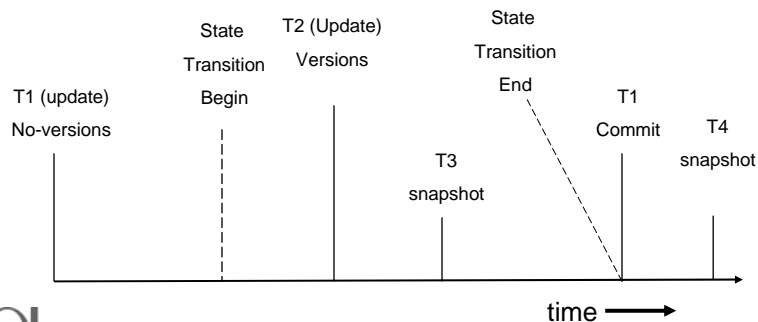 T1 (update)
No-versions
State
Transition
Begin
T2 (Update)
Versions
T3
snapshot
State
Transition
End
T1
Commit
T4
snapshot
time